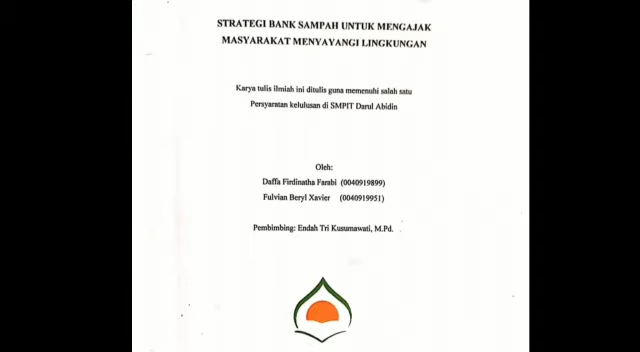 STRATEGI BANK SAMPAH UNTUK MENGAJAK
MASYARAKAT MENYAYANGI LINGKUNGAN
Karya tulis ilmiah ini ditulis guna memenuhi salah satu
Persyaratan kelulusan di SMPIT Darul Abidin
Oleh:
Daffa Firdinatha Farabi (0040919899)
Fulvian Beryl Xavier (0040919951)
Pembimbing: Endah Tri Kusumawati, M.Pd.